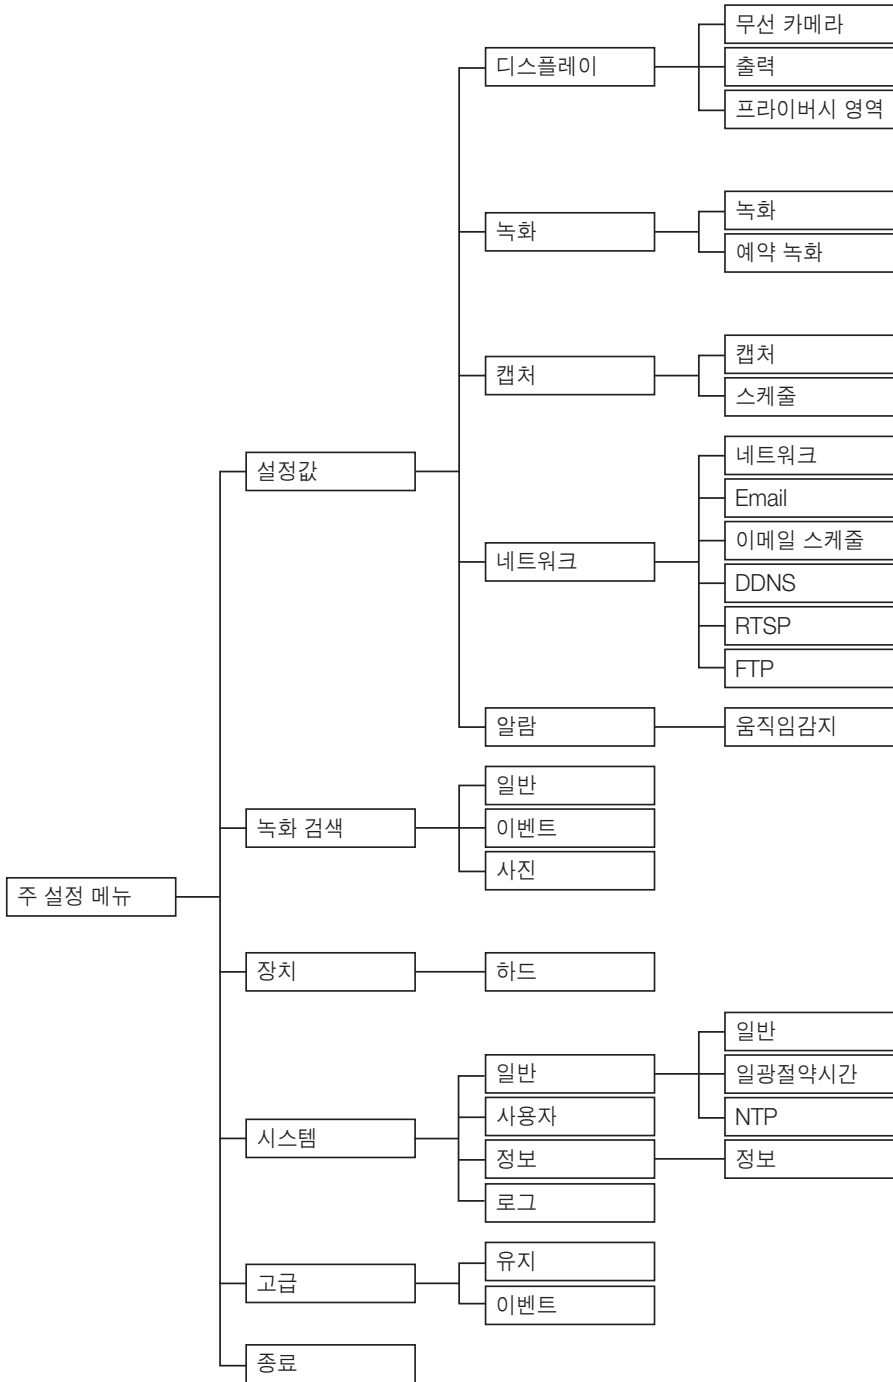 주 설정 메뉴
설정값
디스플레이
무선 카메라
출력
프라이버시 영역
녹화
녹화
예약 녹화
캡처
캡처
스케줄
네트워크
네트워크
Email
이메일 스케줄
DDNS
RTSP
FTP
알람
움직임감지
녹화 검색
일반
이벤트
사진
장치
하드
시스템
일반
일반
일광절약시간
NTP
사용자
정보
정보
로그
고급
유지
이벤트
종료